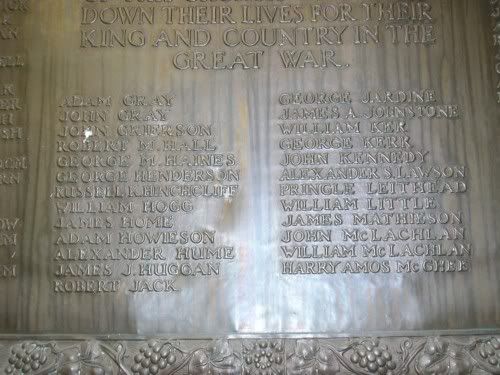 DOWN THEIR LIVES FOR THEIR
KING AND COUNTRY IN THE
GREAT WAR.
ADAM GRAY
JOHN GRAY
JOHN GRIERSON
ROBERT M. HALL
GEORGE M. HAINES
GEORGE HENDERSON
RUSSELL K. HINCHCLIFF
WILLIAM HOGG
JAMES HOME
ADAM HOWIESON
ALEXANDER HUME
JAMES J. HUGGAN
ROBERT JACK.
GEORGE JARDINE
JAMES A. JOHNSTONE
WILLIAM KER
GEORGE KERK
JOHN KENNEDY
ALEXANDER S. LAWSON
PRINGLE LEITHEAD
WILLIAM LITTLE
JAMES MATHIESON
JOHN McLACHLAN
WILLIAM McLACHLAN
HARRY AMOS McGHEE